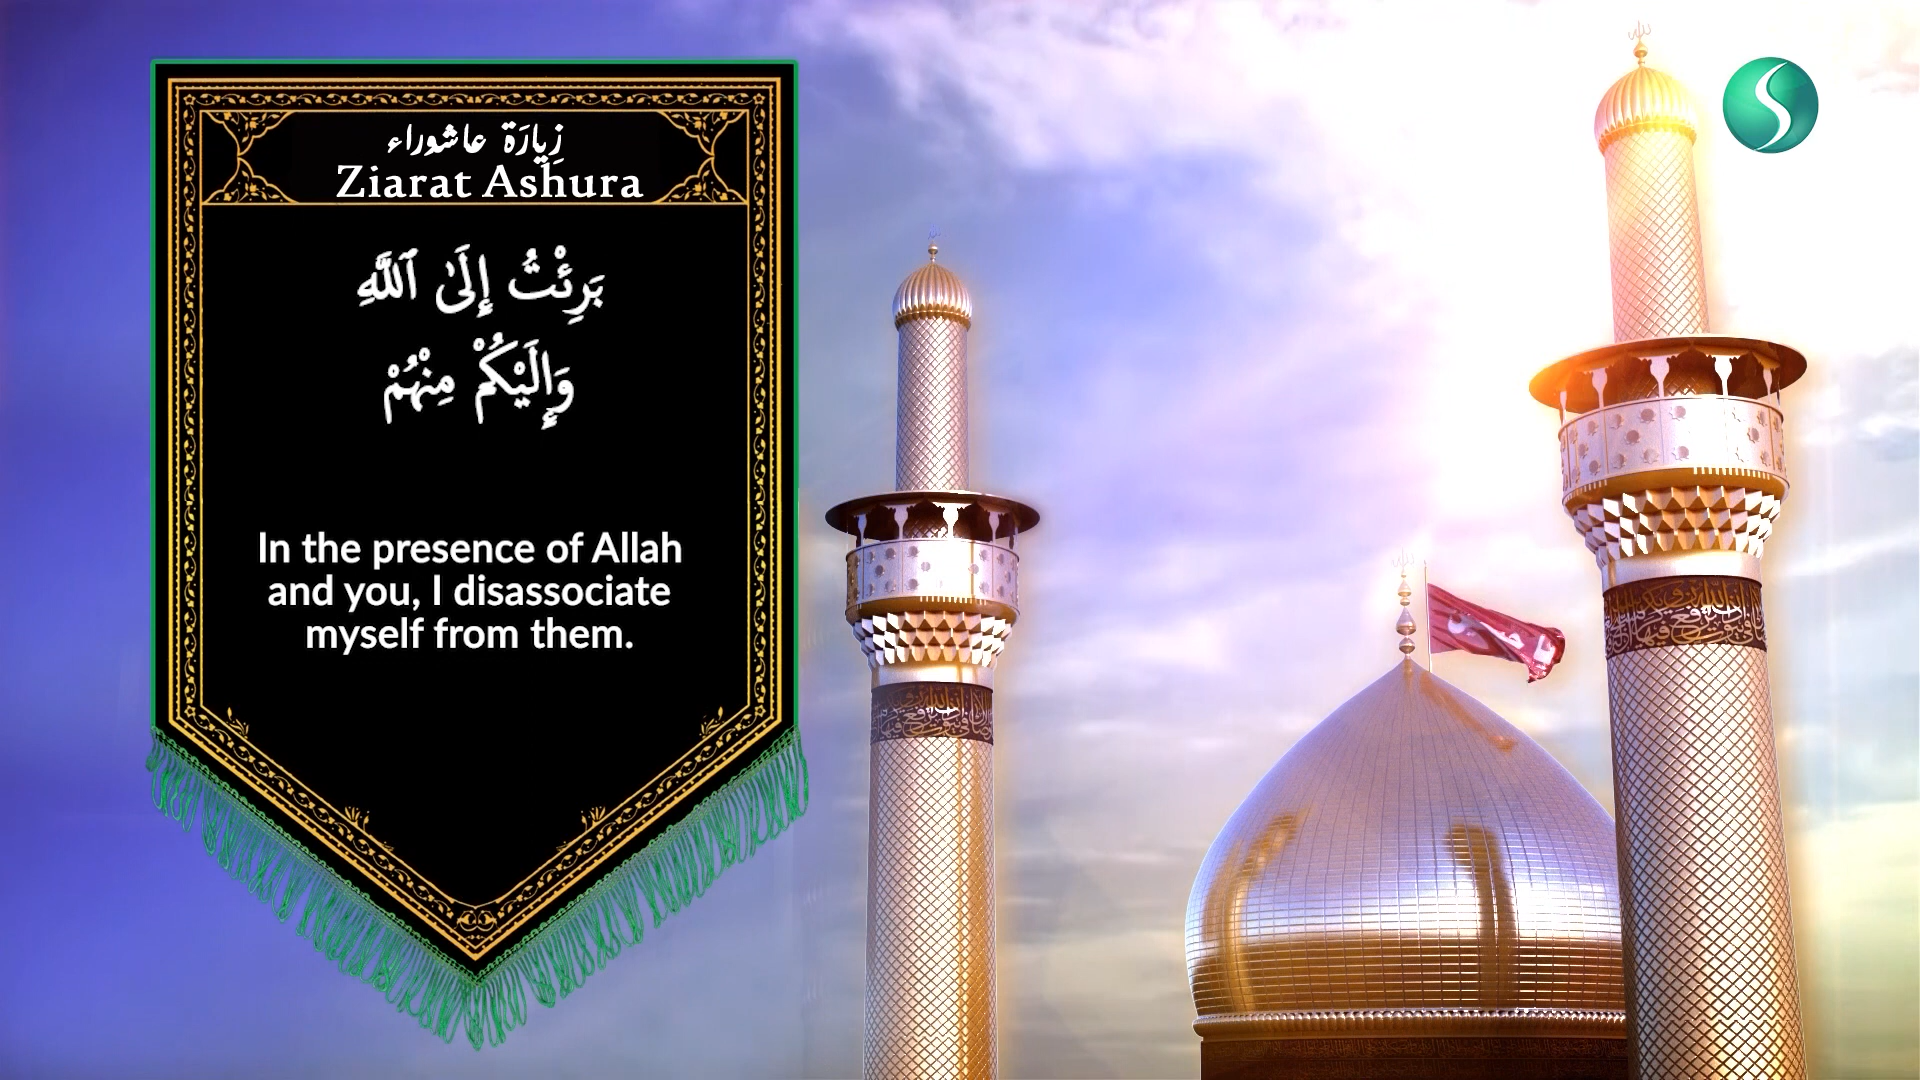 زِيارَة عاشوراء
Ziarat Ashura
بَرِئْتُ إِلَىٰ ٱللَّهِ
وَإِلَيْكُمْ مِنْهُمْ
In the presence of Allah
and you, I disassociate
myself from them.